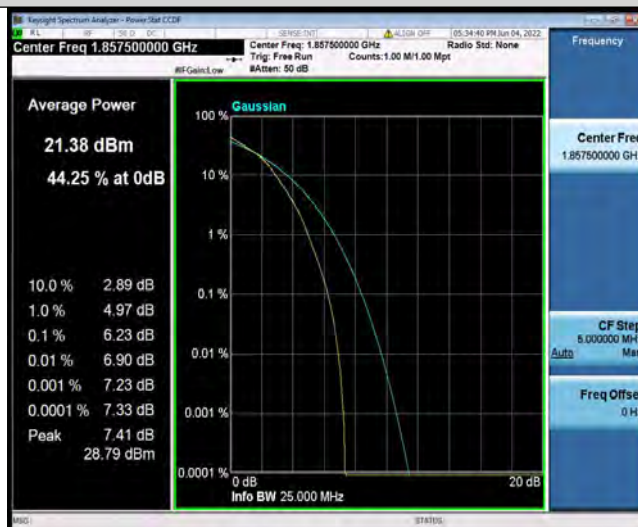 Keysight Spectrum Analyzer - Power Stat CCDF
RL RF 50 Ω DC SENSE:INT ALIGN OFF 05:34:40 PM Jun 04, 2022
Center Freq 1.857500000 GHz
Center Freq: 1.857500000 GHz Radio Std: None
Trig: Free Run Counts:1.00 M/1.00 Mpt
#IFGain:Low #Atten: 50 dB
Frequency
Average Power
21.38 dBm
44.25 % at 0dB
10.0 % 2.89 dB
1.0 % 4.97 dB
0.1 % 6.23 dB
0.01 % 6.90 dB
0.001 % 7.23 dB
0.0001 % 7.33 dB
Peak 7.41 dB
28.79 dBm
Gaussian
100 %
10 %
1 %
0.1 %
0.01 %
0.001 %
0.0001 %
0 dB 20 dB
Info BW 25.000 MHz
Center Fre
1.857500000 GH
CF Step
5.000000 MH
Auto Ma
Freq Offse
0 H
MSG STATUS